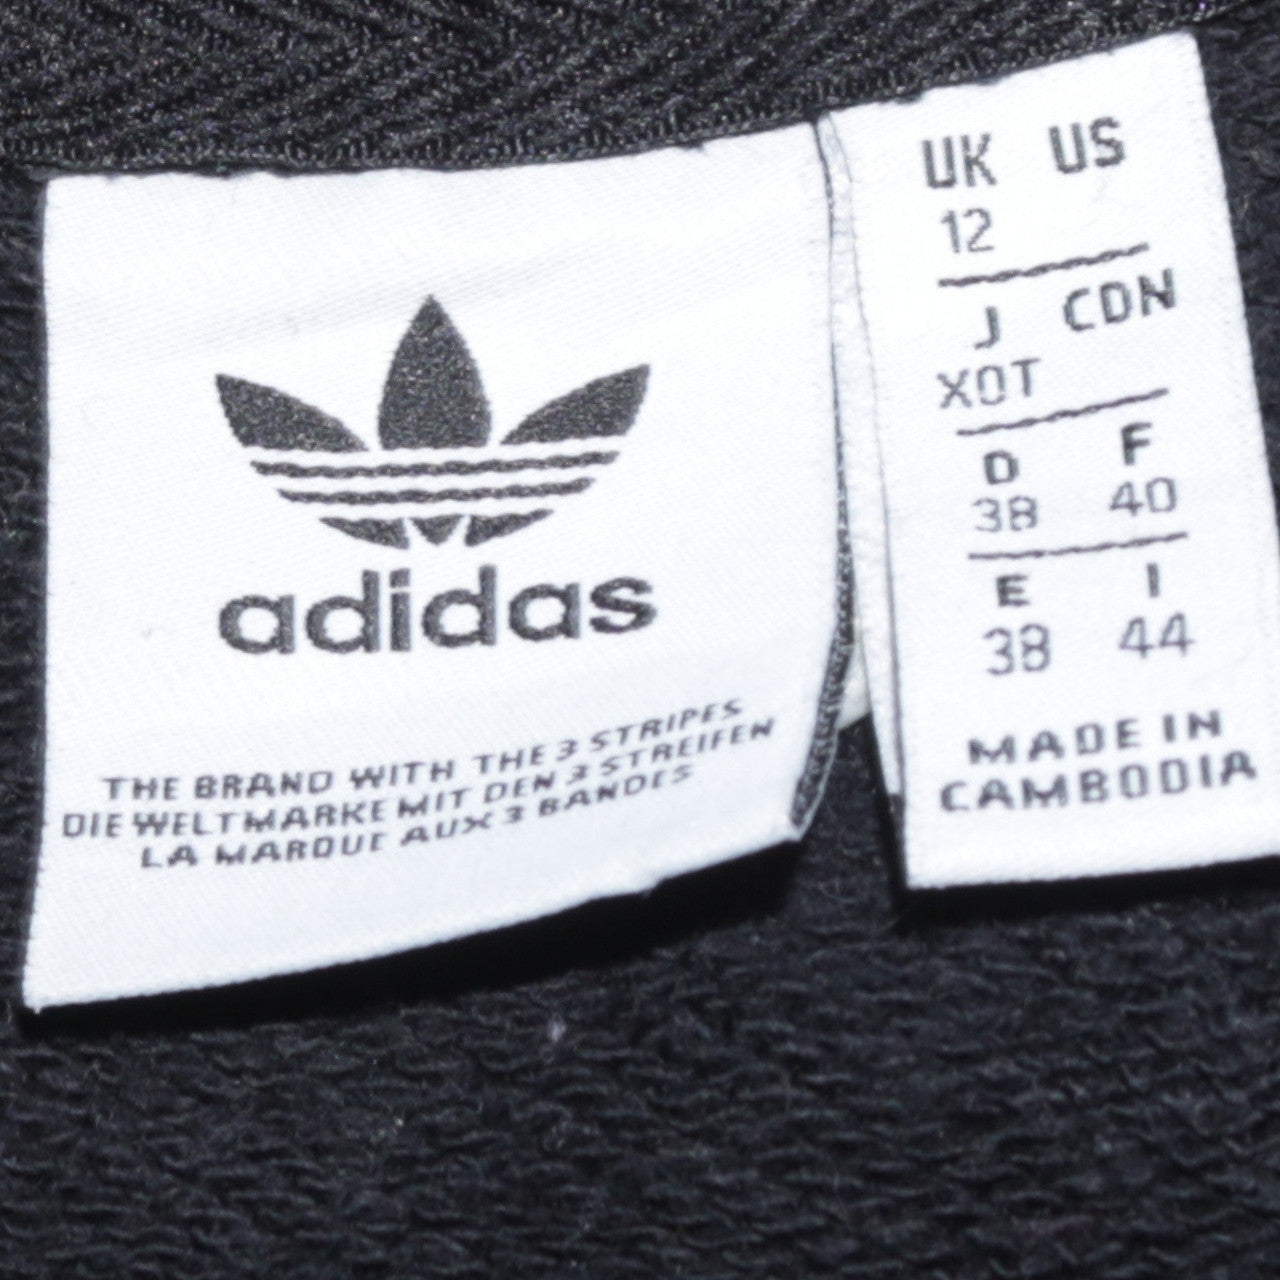 adidas
THE BRAND WITH THE 3 STRIPES
DIE WELTMARKE MIT DEN 3 STREIFEN
LA MARQUE AUX 3 BANDES
UK US
12
J CDN
XOT
D F
38 40
E I
38 44
MADE IN
CAMBODIA